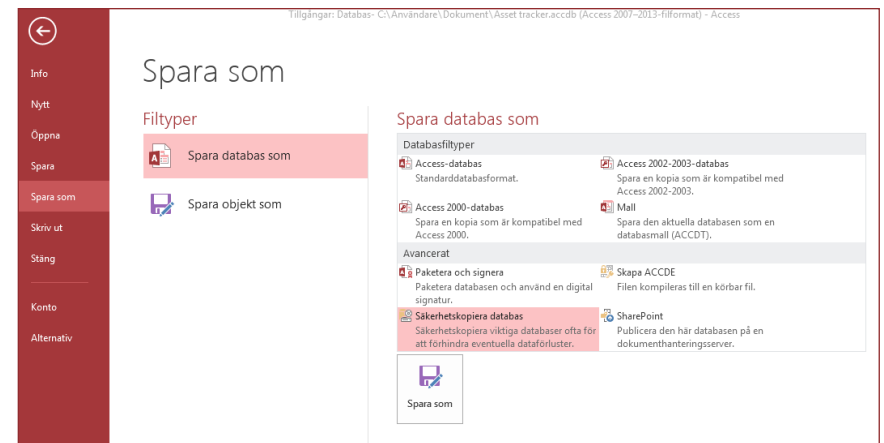 Tillgångar: Databas- C:\Användare\Dokument\Asset tracker.accdb (Access 2007–2013-filformat) - Access
Info
Nytt
Öppna
Spara
Spara som
Skriv ut
Stäng
Konto
Alternativ
Spara som
Filtyper
Spara databas som
Spara objekt som
Spara databas som
Databasfiltyper
Access-databas
Standarddatabasformat.
Access 2002-2003-databas
Spara en kopia som är kompatibel med
Access 2002-2003.
Access 2000-databas
Spara en kopia som är kompatibel med
Access 2000.
Mall
Spara den aktuella databasen som en
databasmall (ACCDT).
Avancerat
Paketera och signera
Paketera databasen och använd en digital
signatur.
Skapa ACCDE
Filen kompileras till en körbar fil.
Säkerhetskopiera databas
Säkerhetskopiera viktiga databaser ofta för
att förhindra eventuella dataförluster.
SharePoint
Publicera den här databasen på en
dokumenthanteringsserver.
Spara som